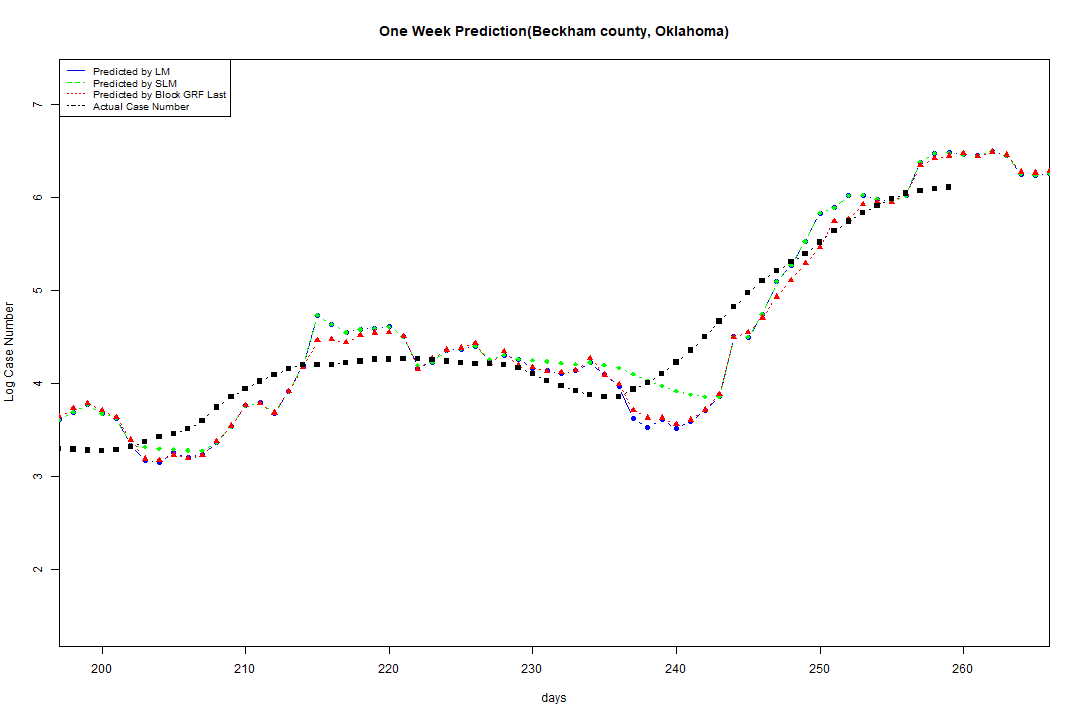 One Week Prediction(Beckham county, Oklahoma)
Predicted by LM
Predicted by SLM
Predicted by Block GRF Last
Actual Case Number
7
6
5
4
3
2
Log Case Number
200 210 220 230 240 250 260
days